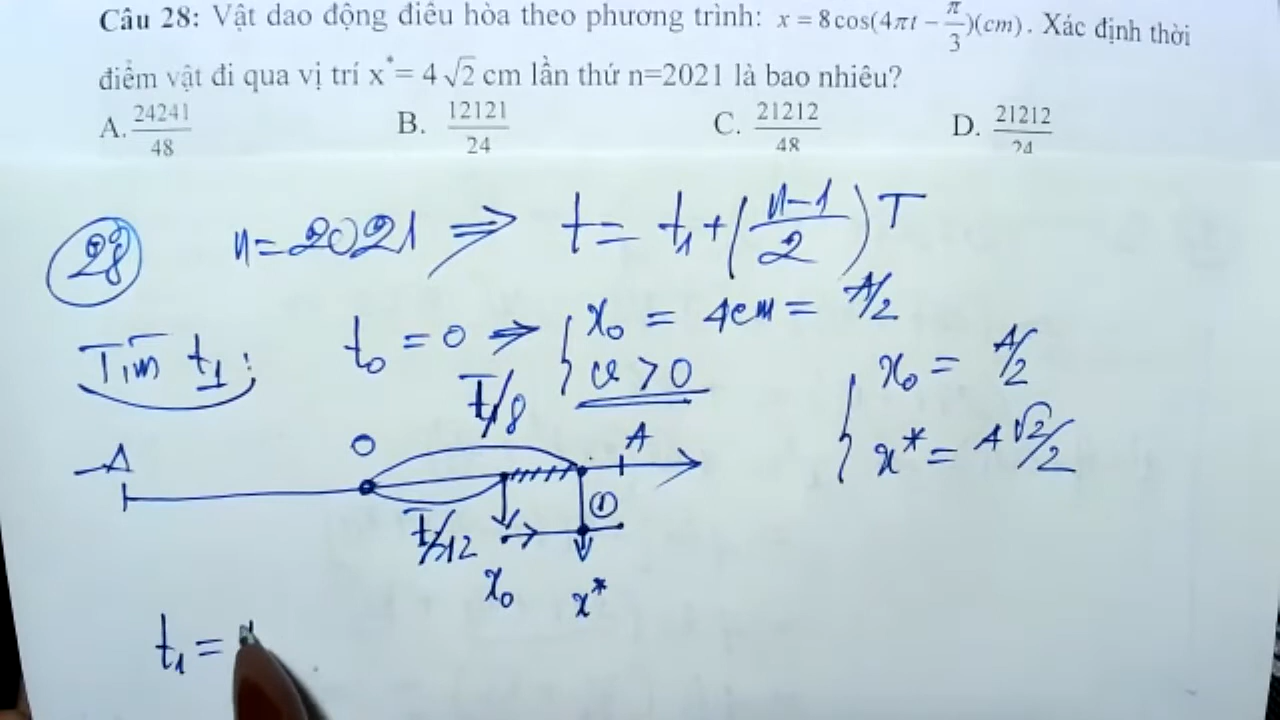 Câu 28: Vật dao động điều hòa theo phương trình: x = 8cos(4πt − π/3)(cm). Xác định thời
điểm vật đi qua vị trí x* = 4√2 cm lần thứ n=2021 là bao nhiêu?
A. 24241/48 B. 12121/24 C. 21212/48 D. 21212/24
28 n=2021 ⇒ t = t₁ + (n−1/2)T
Tìm t₁: t₀ = 0 ⇒ { x₀ = 4cm = A/2
v > 0
{ x₀ = A/2
x* = A√2/2
T/8
−A O A
T/12 ①
x₀ x*
t₁ =